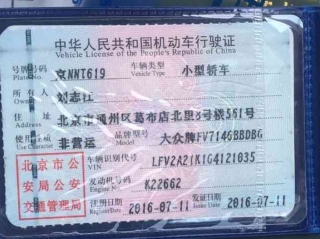 中华人民共和国机动车行驶证
Vehicle License of the People's Republic of China
号牌号码 京NNT619 车辆类型 小型轿车
Plate No. Vehicle Type
所有人 刘志江
Owner
住址 北京市通州区葛布店北里8号楼561号
Address
使用性质 非营运 品牌型号 大众牌FV7146BBDBG
Use Character Model
北京市公
安局公安
交通管理局
车辆识别代号 LFV2A21K1G4121035
VIN
发动机号码 K22662
Engine No.
注册日期 2016-07-11 发证日期 2016-07-11
Register Date Issue Date